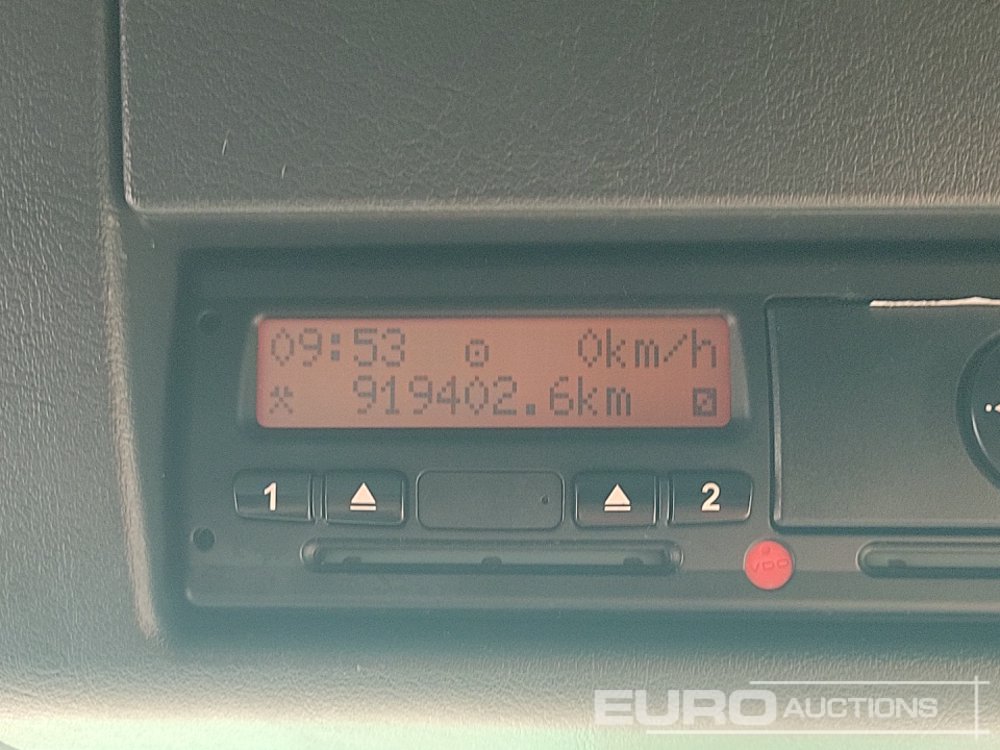 09:53 0km/h
919402.6km
1 2
VDO
EURO AUCTIONS